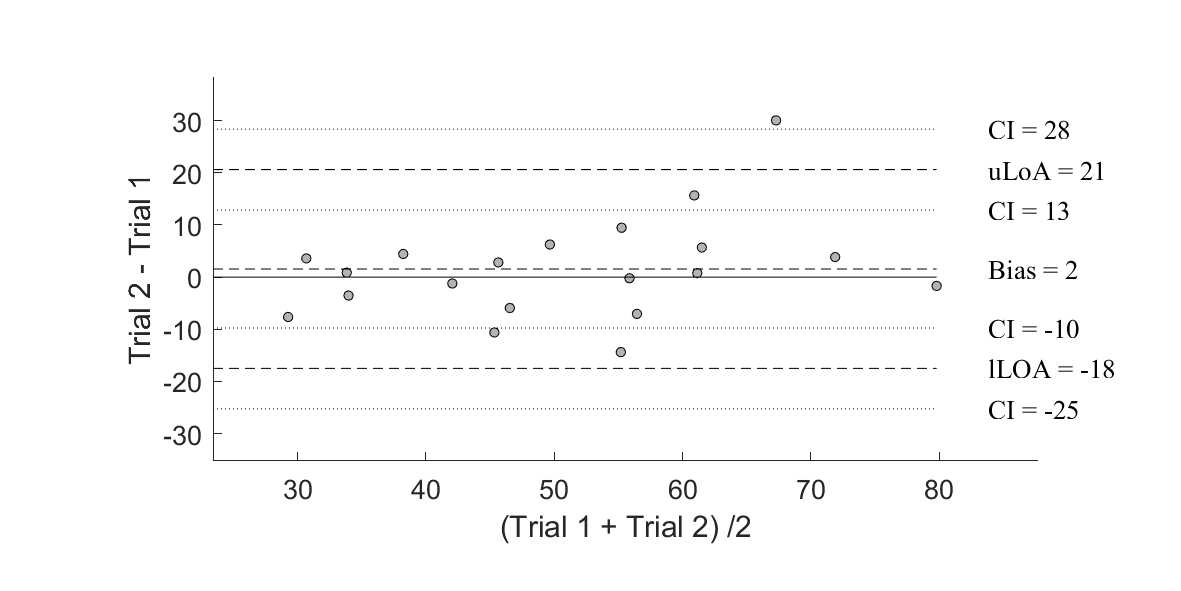 Trial 2 - Trial 1
30
20
10
0
-10
-20
-30
30 40 50 60 70 80
(Trial 1 + Trial 2) /2
CI = 28
uLoA = 21
CI = 13
Bias = 2
CI = -10
lLOA = -18
CI = -25